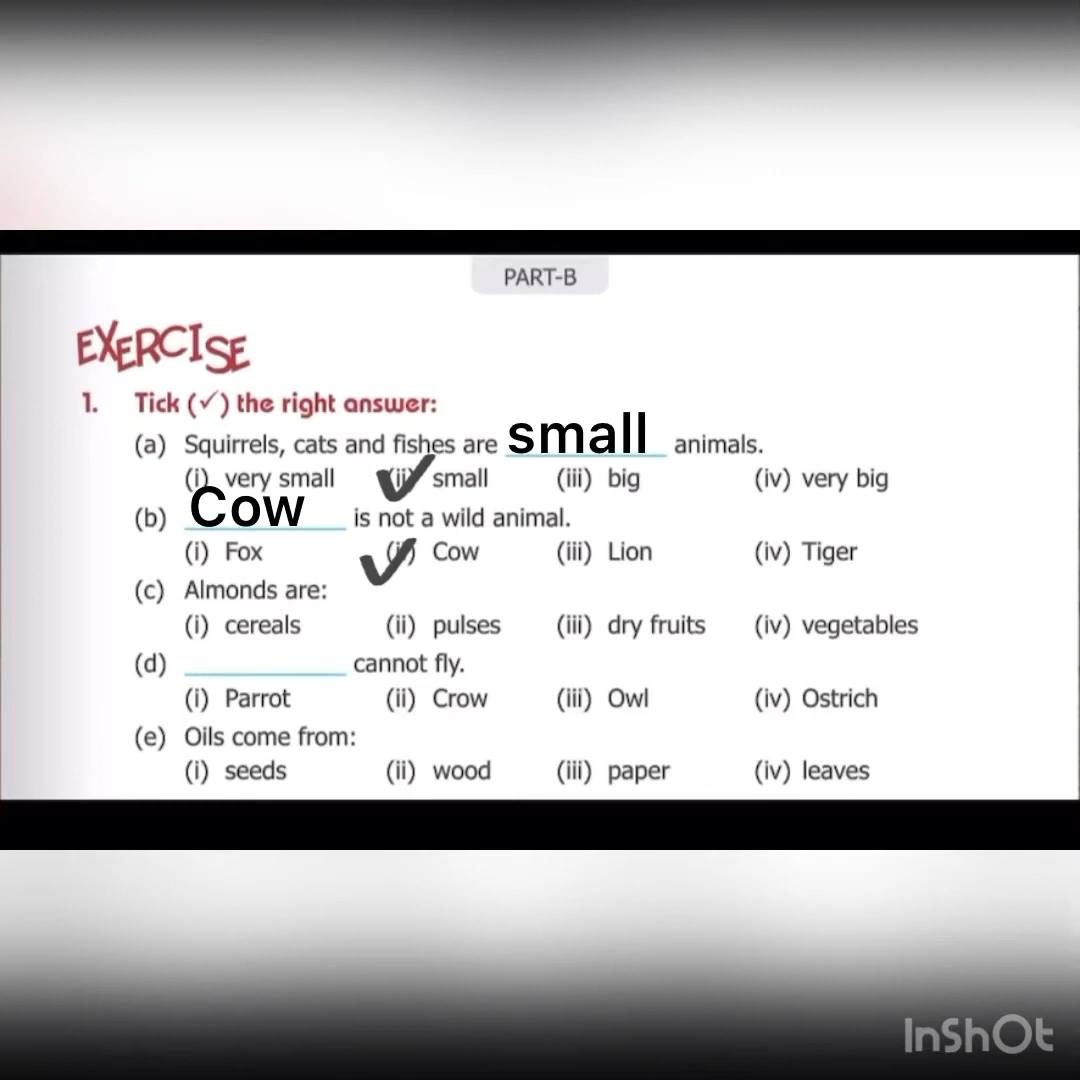 PART-B
EXERCISE
1. Tick (✓) the right answer:
(a) Squirrels, cats and fishes are small animals.
(i) very small (ii) small (iii) big (iv) very big
(b) Cow is not a wild animal.
(i) Fox (ii) Cow (iii) Lion (iv) Tiger
(c) Almonds are:
(i) cereals (ii) pulses (iii) dry fruits (iv) vegetables
(d) ____________ cannot fly.
(i) Parrot (ii) Crow (iii) Owl (iv) Ostrich
(e) Oils come from:
(i) seeds (ii) wood (iii) paper (iv) leaves
InShOt